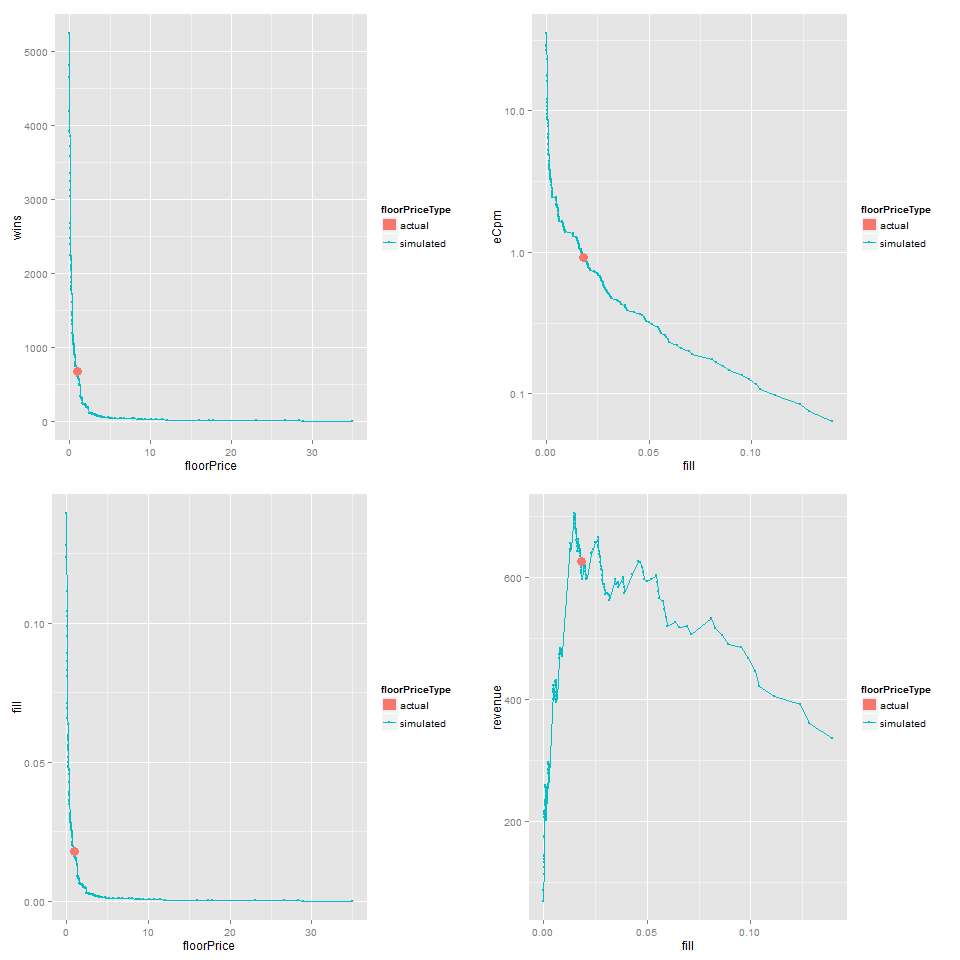 5000
4000
3000
2000
1000
0
wins
0
10
20
30
floorPrice
floorPriceType
actual
simulated
10.0
1.0
0.1
eCpm
0.00
0.05
0.10
fill
floorPriceType
actual
simulated
0.10
0.05
0.00
fill
0
10
20
30
floorPrice
floorPriceType
actual
simulated
600
400
200
revenue
0.00
0.05
0.10
fill
floorPriceType
actual
simulated